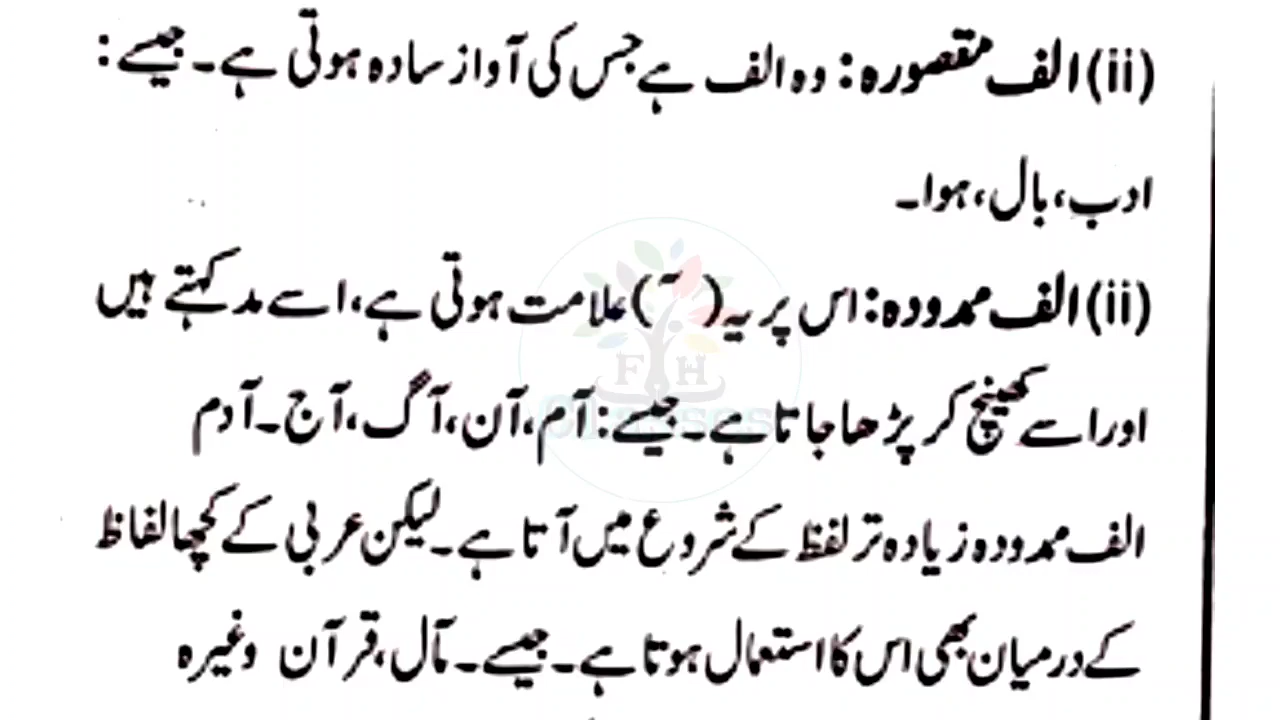 (ii) الف مقصورہ: وہ الف ہے جس کی آواز سادہ ہوتی ہے۔ جیسے:
ادب، بال، ہوا۔
(ii) الف ممدودہ: اس پر یہ ( ٓ ) علامت ہوتی ہے، اسے مد کہتے ہیں
اور اسے کھینچ کر پڑھا جاتا ہے۔ جیسے: آم، آن، آگ، آج۔ آدم
الف ممدودہ زیادہ تر لفظ کے شروع میں آتا ہے۔ لیکن عربی کے کچھ الفاظ
کے درمیان بھی اس کا استعمال ہوتا ہے۔ جیسے۔ مآل، قرآن وغیرہ
F H
Classes